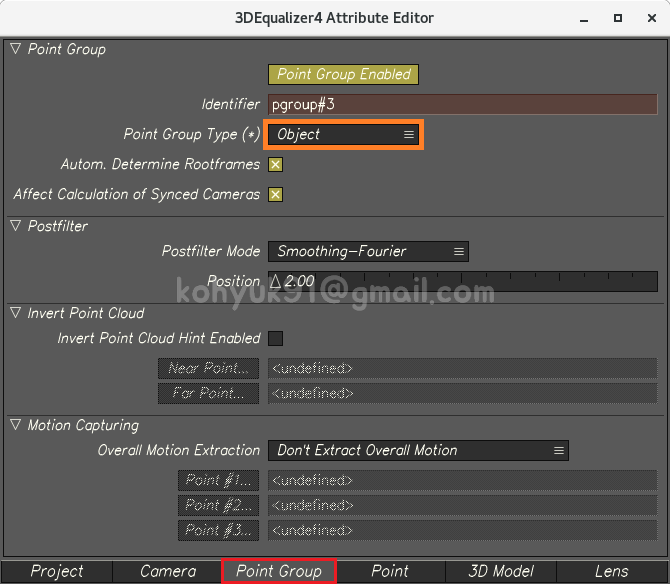 3DEqualizer4 Attribute Editor
Point Group
Point Group Enabled
Identifier pgroup#3
Point Group Type (*) Object
Autom. Determine Rootframes
Affect Calculation of Synced Cameras
Postfilter
Postfilter Mode Smoothing-Fourier
Position 2.00
konyuk91@gmail.com
Invert Point Cloud
Invert Point Cloud Hint Enabled
Near Point... <undefined>
Far Point... <undefined>
Motion Capturing
Overall Motion Extraction Don't Extract Overall Motion
Point #1... <undefined>
Point #2... <undefined>
Point #3... <undefined>
Project Camera Point Group Point 3D Model Lens